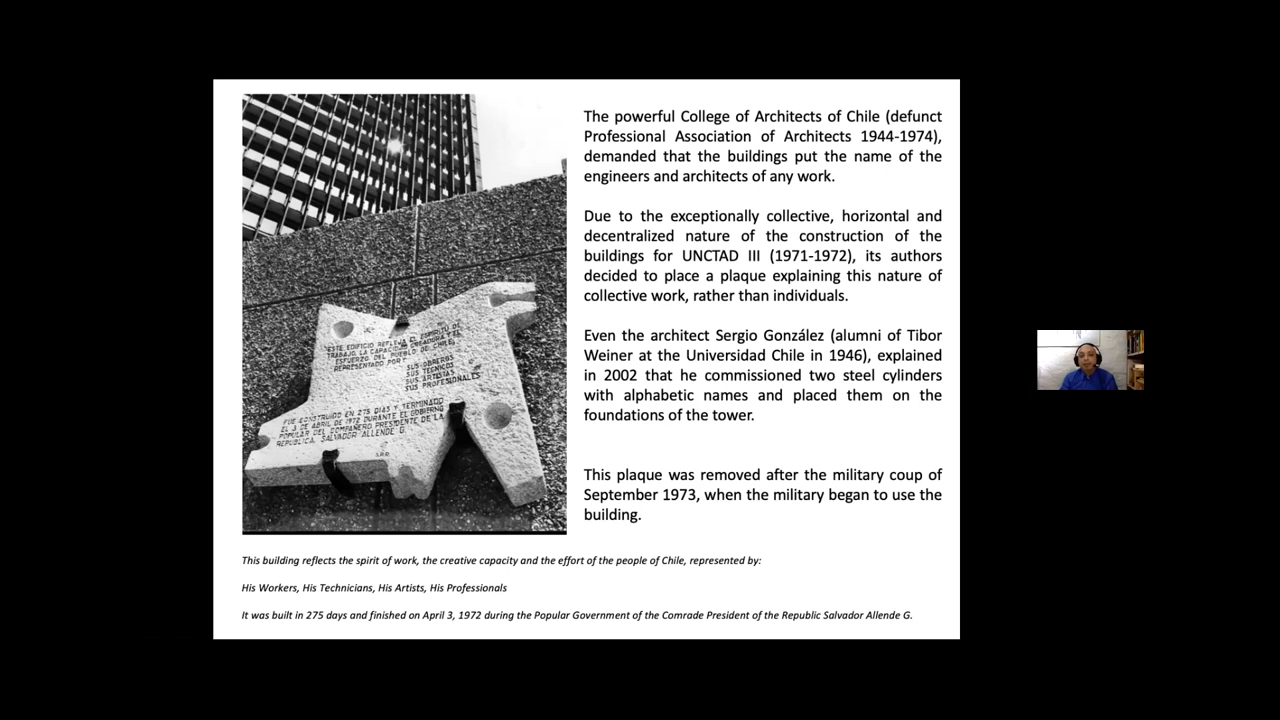 The powerful College of Architects of Chile (defunct
Professional Association of Architects 1944-1974),
demanded that the buildings put the name of the
engineers and architects of any work.
Due to the exceptionally collective, horizontal and
decentralized nature of the construction of the
buildings for UNCTAD III (1971-1972), its authors
decided to place a plaque explaining this nature of
collective work, rather than individuals.
Even the architect Sergio González (alumni of Tibor
Weiner at the Universidad Chile in 1946), explained
in 2002 that he commissioned two steel cylinders
with alphabetic names and placed them on the
foundations of the tower.
This plaque was removed after the military coup of
September 1973, when the military began to use the
building.
ESTE EDIFICIO REFLEJA EL ESPIRITU DE
TRABAJO, LA CAPACIDAD CREADORA Y EL
ESFUERZO DEL PUEBLO DE CHILE,
REPRESENTADO POR:
SUS OBREROS
SUS TECNICOS
SUS ARTISTAS
SUS PROFESIONALES
FUE CONSTRUIDO EN 275 DIAS Y TERMINADO
EL 3 DE ABRIL DE 1972 DURANTE EL GOBIERNO
POPULAR DEL COMPAÑERO PRESIDENTE DE LA
REPUBLICA, SALVADOR ALLENDE G.
This building reflects the spirit of work, the creative capacity and the effort of the people of Chile, represented by:
His Workers, His Technicians, His Artists, His Professionals
It was built in 275 days and finished on April 3, 1972 during the Popular Government of the Comrade President of the Republic Salvador Allende G.